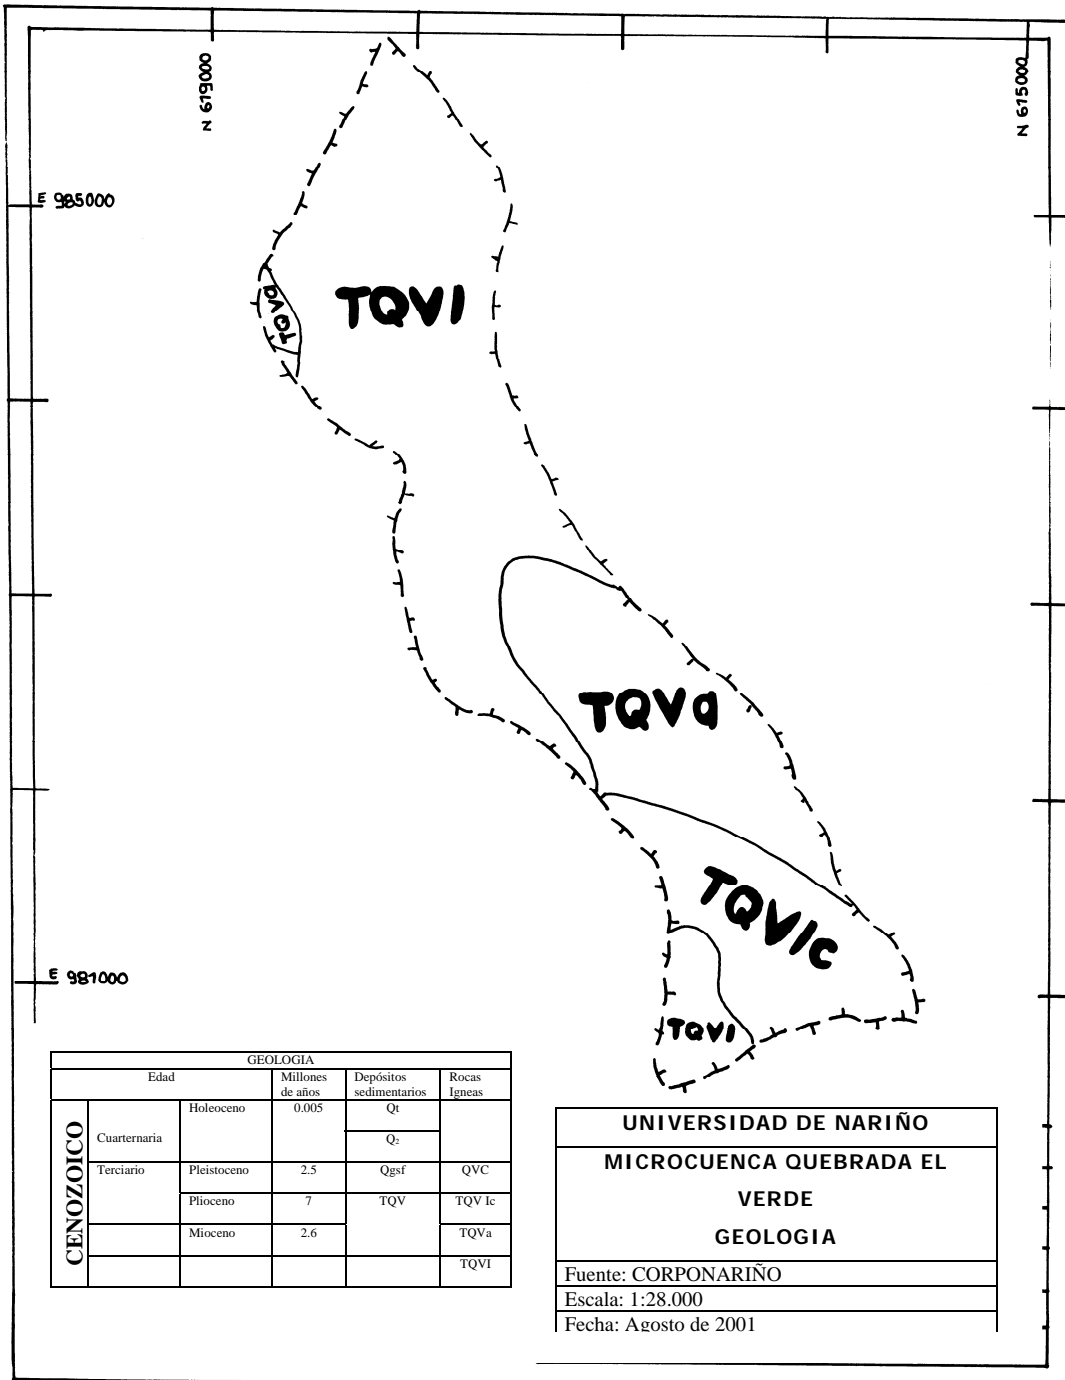 N 619000
N 615000
E 985000
TQVa
TQVI
TQVa
TQVIc
E 981000
TQVI
GEOLOGIA
Edad
Millones de años
Depósitos sedimentarios
Rocas Igneas
CENOZOICO
Cuarternaria
Holeoceno
0.005
Qt
Q₂
Terciario
Pleistoceno
2.5
Qgsf
QVC
Plioceno
7
TQV
TQV Ic
Mioceno
2.6
TQVa
TQVI
UNIVERSIDAD DE NARIÑO
MICROCUENCA QUEBRADA EL
VERDE
GEOLOGIA
Fuente: CORPONARIÑO
Escala: 1:28.000
Fecha: Agosto de 2001